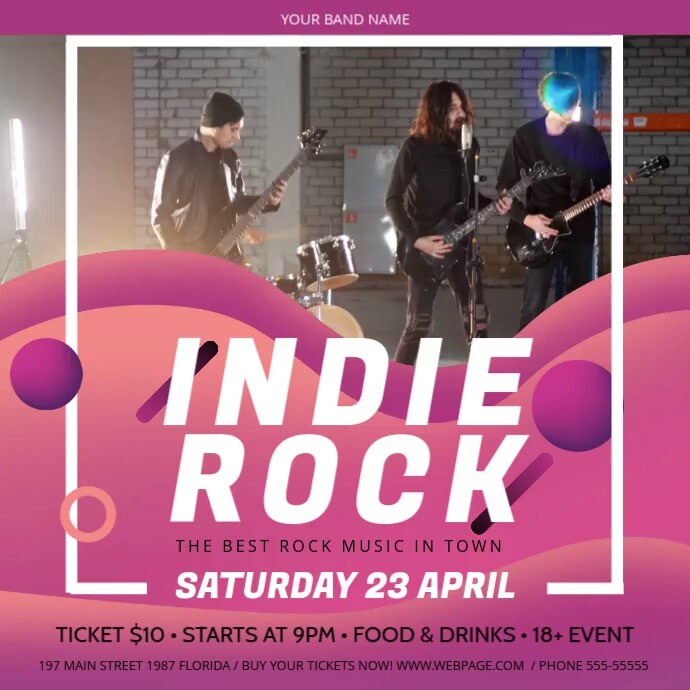 YOUR BAND NAME
INDIE
ROCK
THE BEST ROCK MUSIC IN TOWN
SATURDAY 23 APRIL
TICKET $10 • STARTS AT 9PM • FOOD & DRINKS • 18+ EVENT
197 MAIN STREET 1987 FLORIDA / BUY YOUR TICKETS NOW! WWW.WEBPAGE.COM / PHONE 555-55555